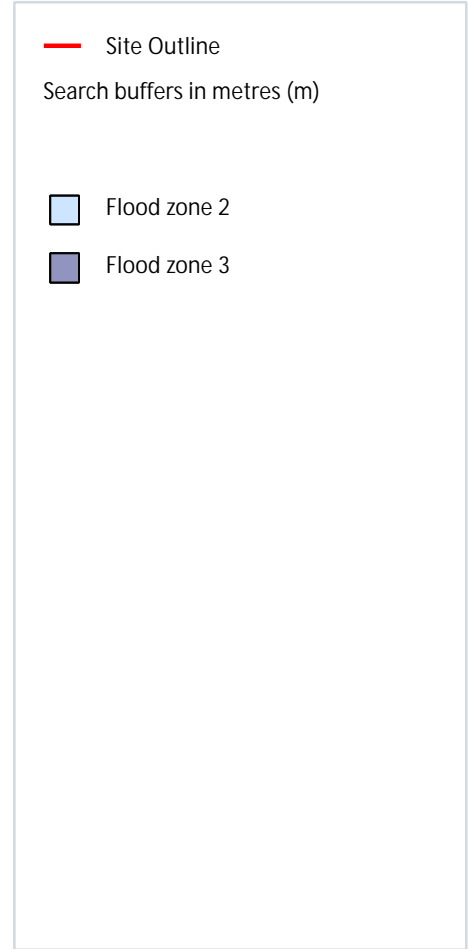 Site Outline
Search buffers in metres (m)
Flood zone 2
Flood zone 3